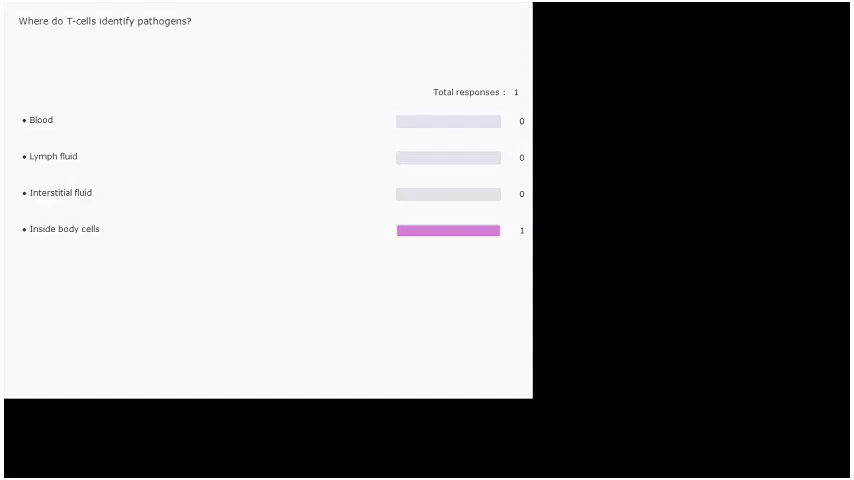 Where do T-cells identify pathogens?
Total responses : 1
• Blood 0
• Lymph fluid 0
• Interstitial fluid 0
• Inside body cells 1